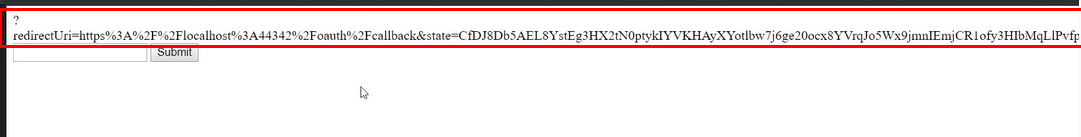 ?
redirectUri=https%3A%2F%2Flocalhost%3A44342%2Foauth%2Fcallback&state=CfDJ8Db5AEL8YstEg3HX2tN0ptykIYVKHAyXYotlbw7j6ge20ocx8YVrqJo5Wx9jmnIEmjCR1ofy3HIbMqLlPvfp
Submit